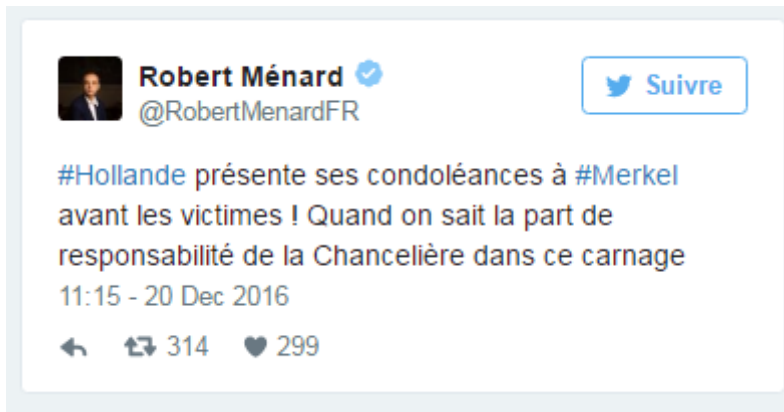 Robert Ménard
Suivre
@RobertMenardFR
#Hollande présente ses condoléances à #Merkel
avant les victimes ! Quand on sait la part de
responsabilité de la Chancelière dans ce carnage
11:15 - 20 Dec 2016
314 299